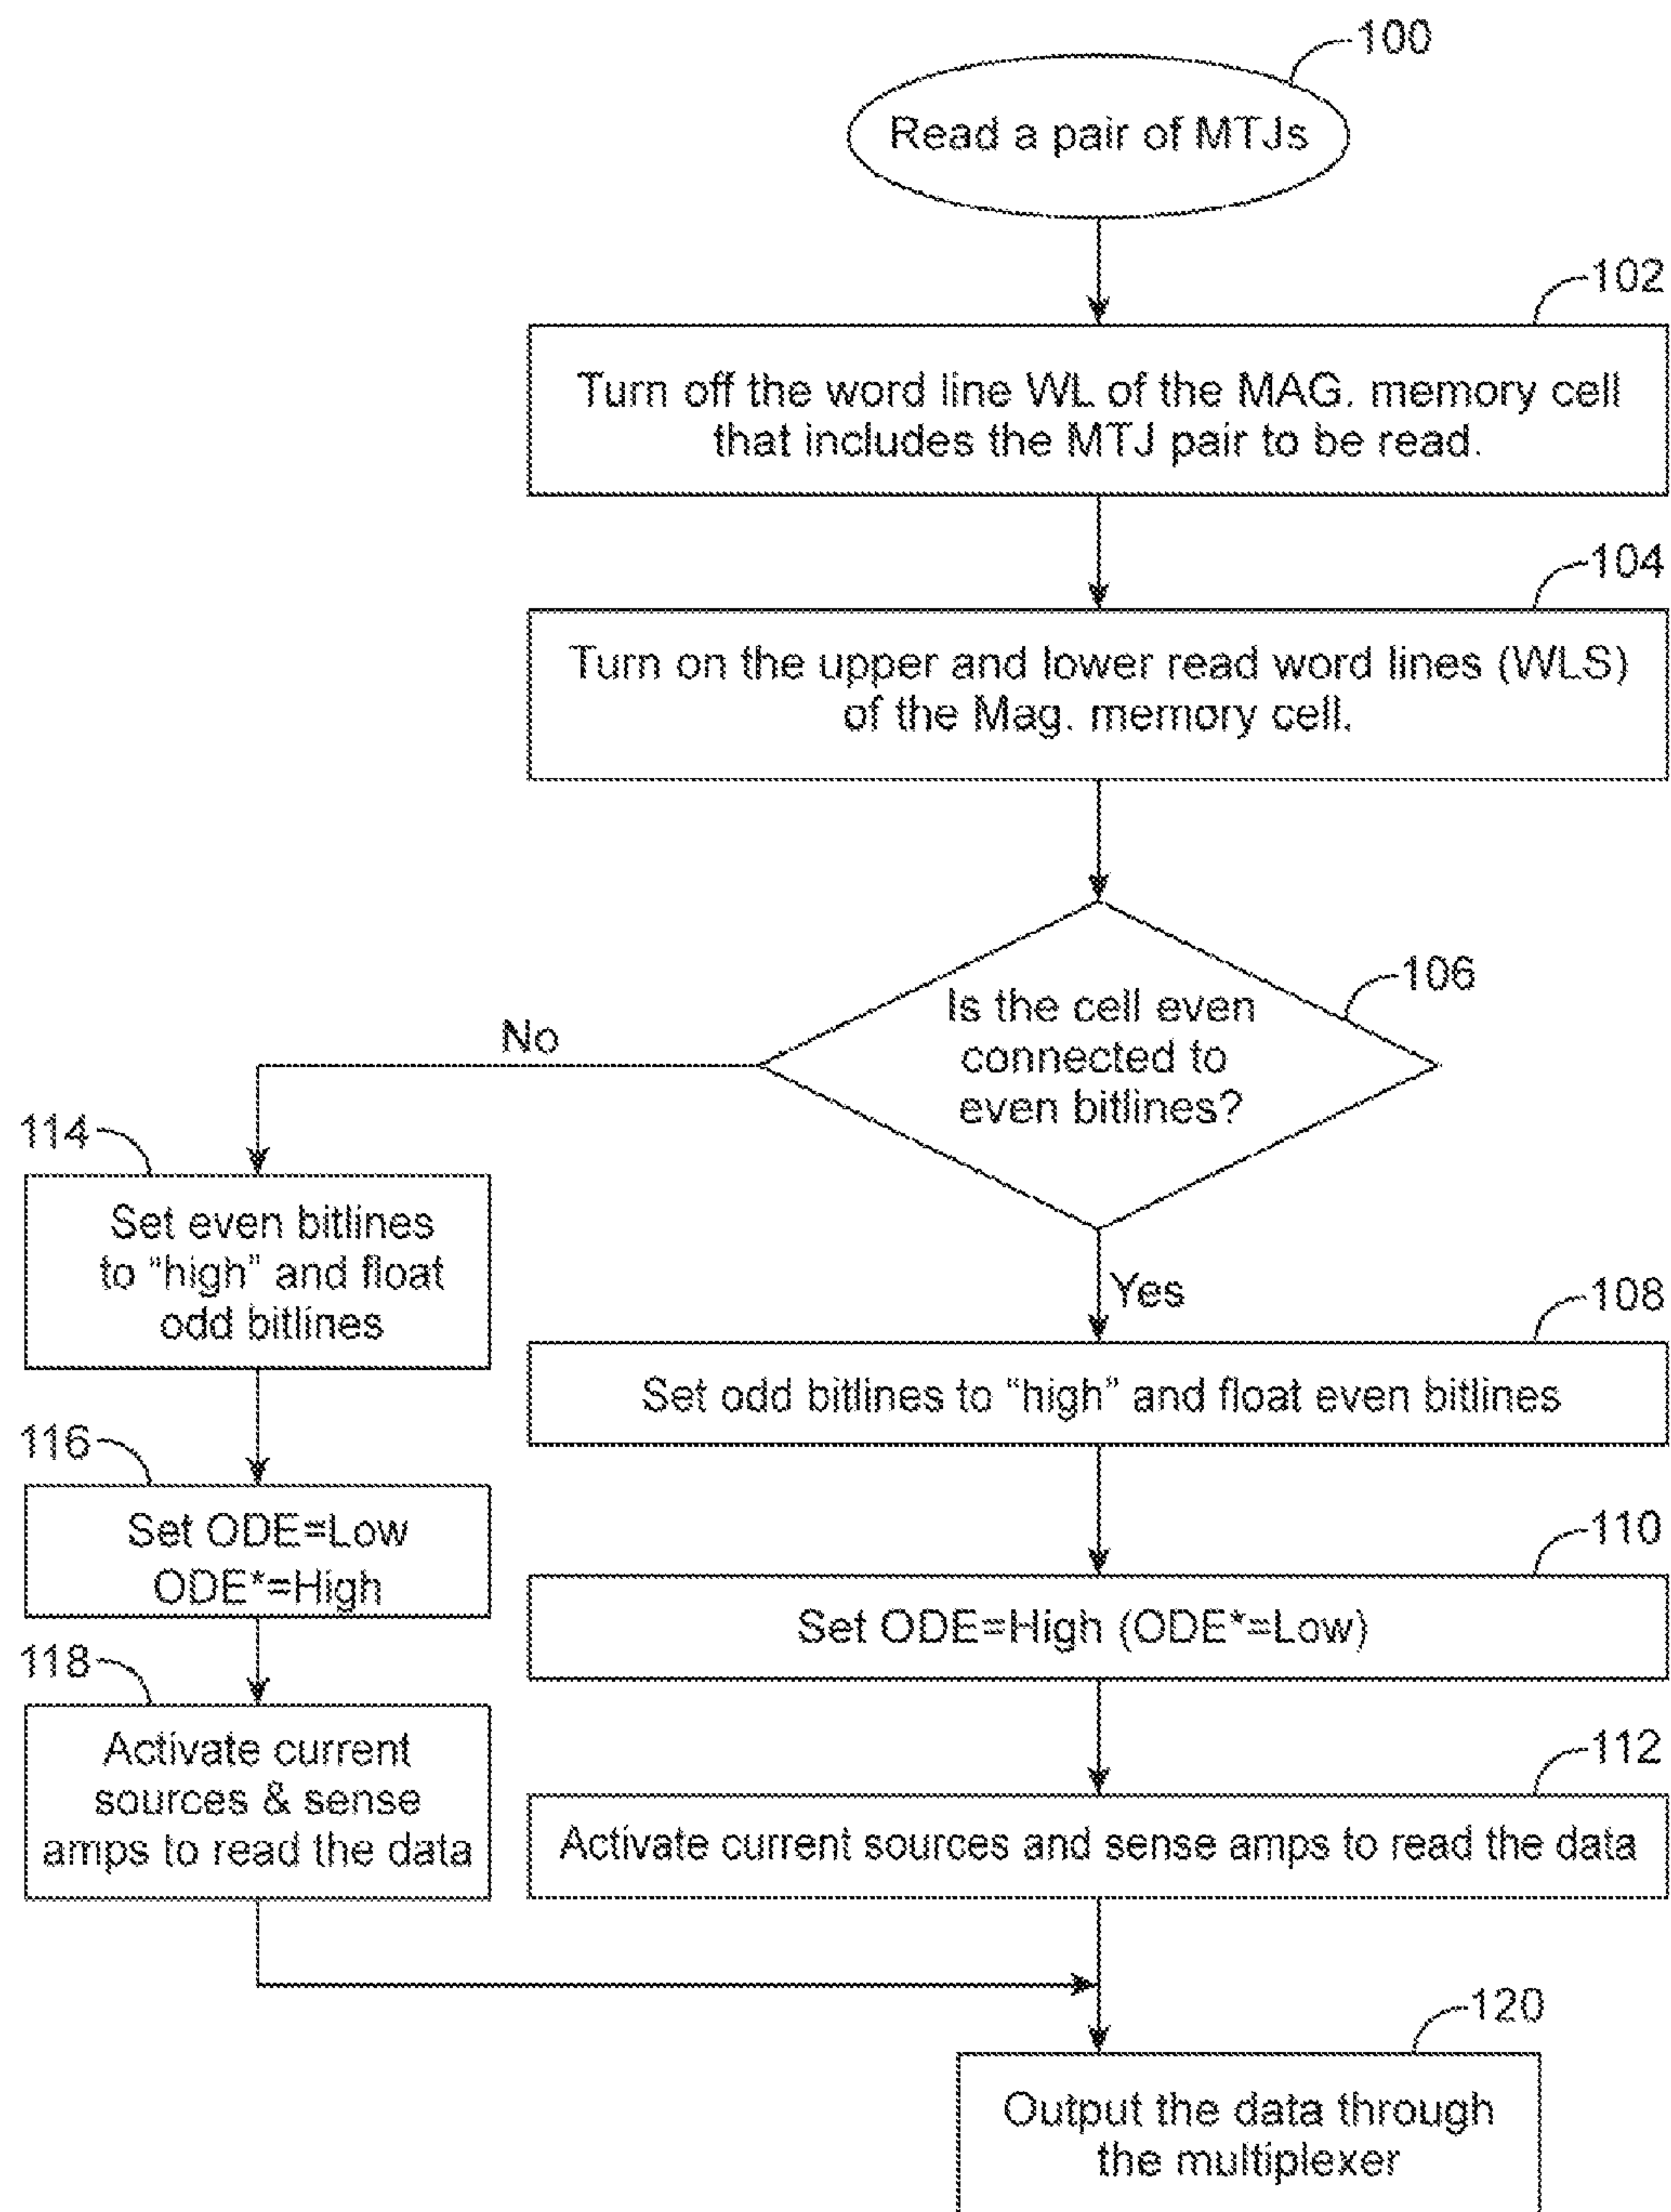 100
Read a pair of MTJs
102
Turn off the word line WL of the MAG. memory cell
that includes the MTJ pair to be read.
104
Turn on the upper and lower read word lines (WLS)
of the Mag. memory cell.
106
Is the cell even
connected to
even bitlines?
No
Yes
114
Set even bitlines
to “high” and float
odd bitlines
108
Set odd bitlines to “high” and float even bitlines
116
Set ODE=Low
ODE*=High
110
Set ODE=High (ODE*=Low)
118
Activate current
sources & sense
amps to read the data
112
Activate current sources and sense amps to read the data
120
Output the data through
the multiplexer